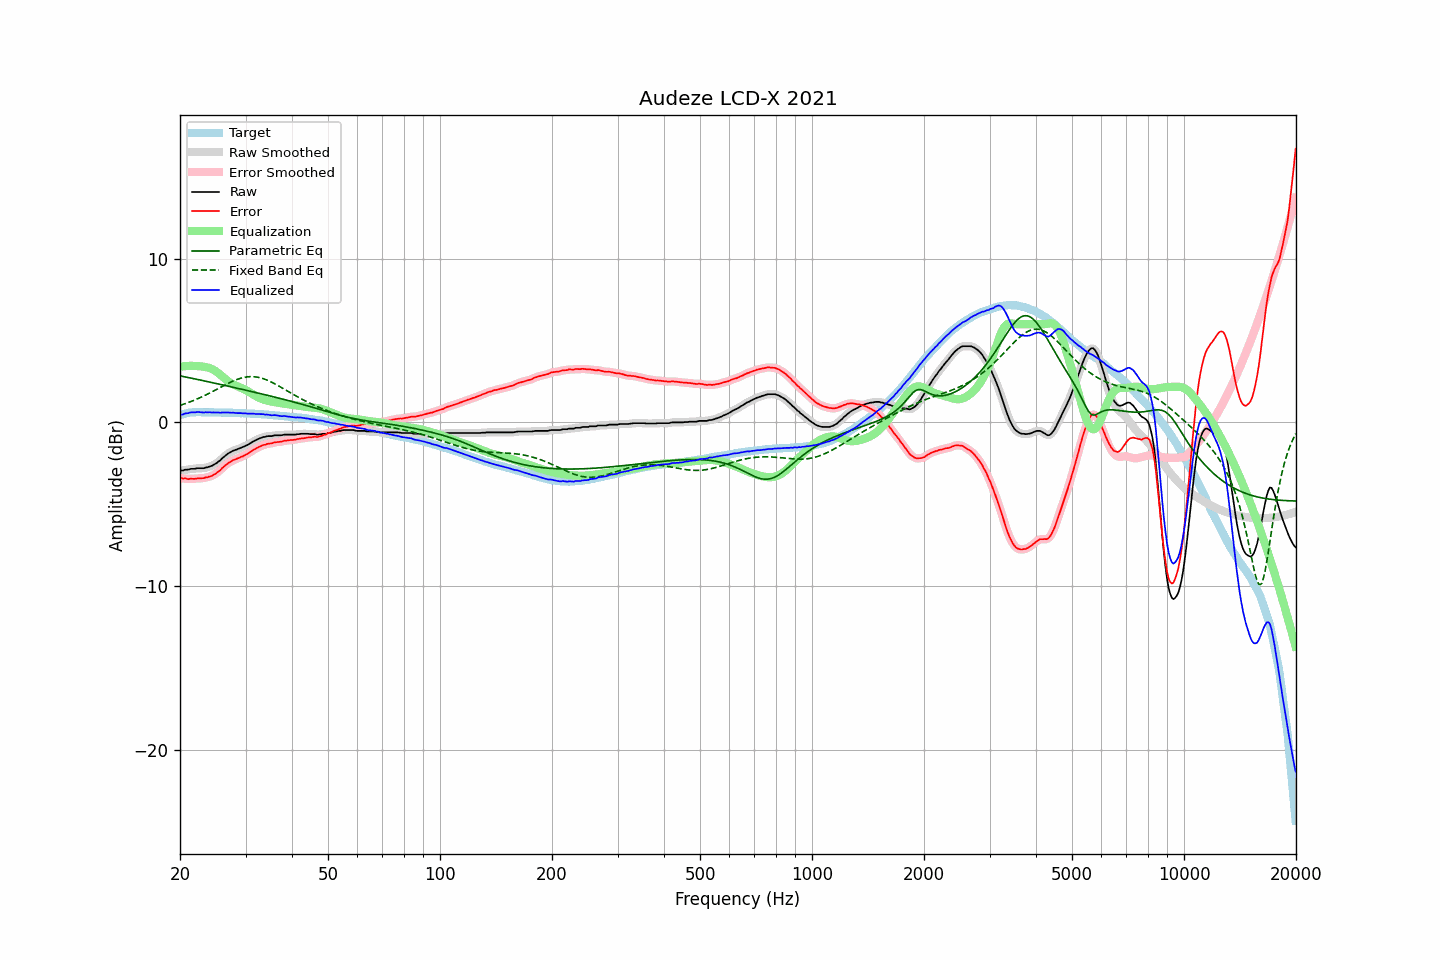 Audeze LCD-X 2021
Target
Raw Smoothed
Error Smoothed
Raw
Error
Equalization
Parametric Eq
Fixed Band Eq
Equalized
10
0
−10
−20
Amplitude (dBr)
20
50
100
200
500
1000
2000
5000
10000
20000
Frequency (Hz)